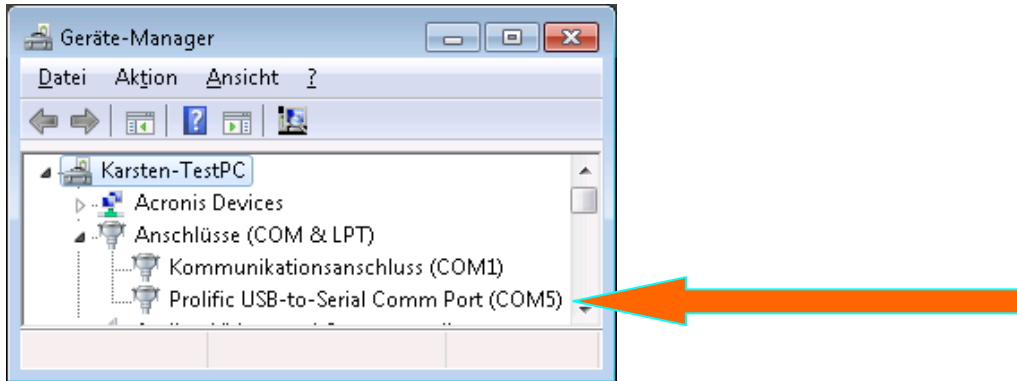 Geräte-Manager
Datei Aktion Ansicht ?
Karsten-TestPC
Acronis Devices
Anschlüsse (COM & LPT)
Kommunikationsanschluss (COM1)
Prolific USB-to-Serial Comm Port (COM5)